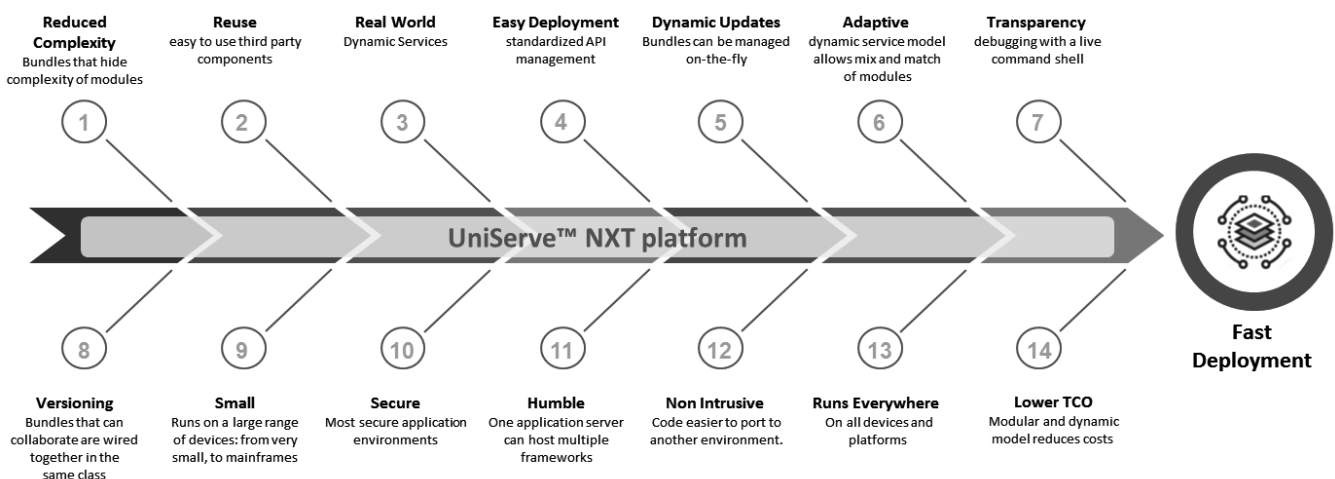 Reduced
Complexity
Bundles that hide
complexity of modules
Reuse
easy to use third party
components
Real World
Dynamic Services
Easy Deployment
standardized API
management
Dynamic Updates
Bundles can be managed
on-the-fly
Adaptive
dynamic service model
allows mix and match
of modules
Transparency
debugging with a live
command shell
1
2
3
4
5
6
7
UniServe™ NXT platform
Fast
Deployment
8
9
10
11
12
13
14
Versioning
Bundles that can
collaborate are wired
together in the
same class
Small
Runs on a large range
of devices: from very
small, to mainframes
Secure
Most secure application
environments
Humble
One application server
can host multiple
frameworks
Non Intrusive
Code easier to port to
another environment.
Runs Everywhere
On all devices and
platforms
Lower TCO
Modular and dynamic
model reduces costs